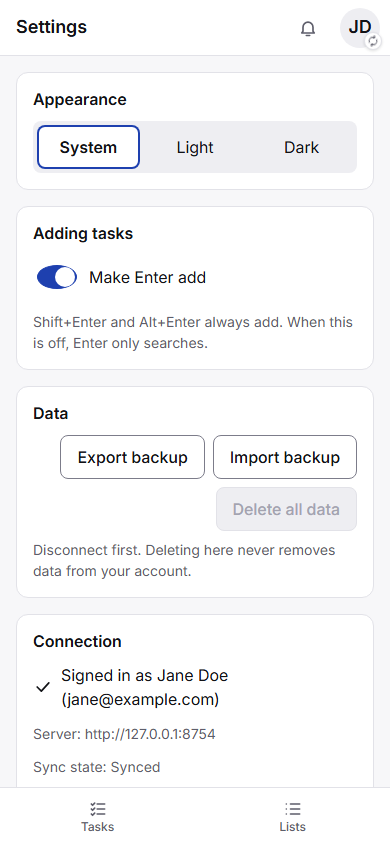 Settings
JD
Appearance
System
Light
Dark
Adding tasks
Make Enter add
Shift+Enter and Alt+Enter always add. When this
is off, Enter only searches.
Data
Export backup
Import backup
Delete all data
Disconnect first. Deleting here never removes
data from your account.
Connection
Signed in as Jane Doe
(jane@example.com)
Server: http://127.0.0.1:8754
Sync state: Synced
Tasks
Lists